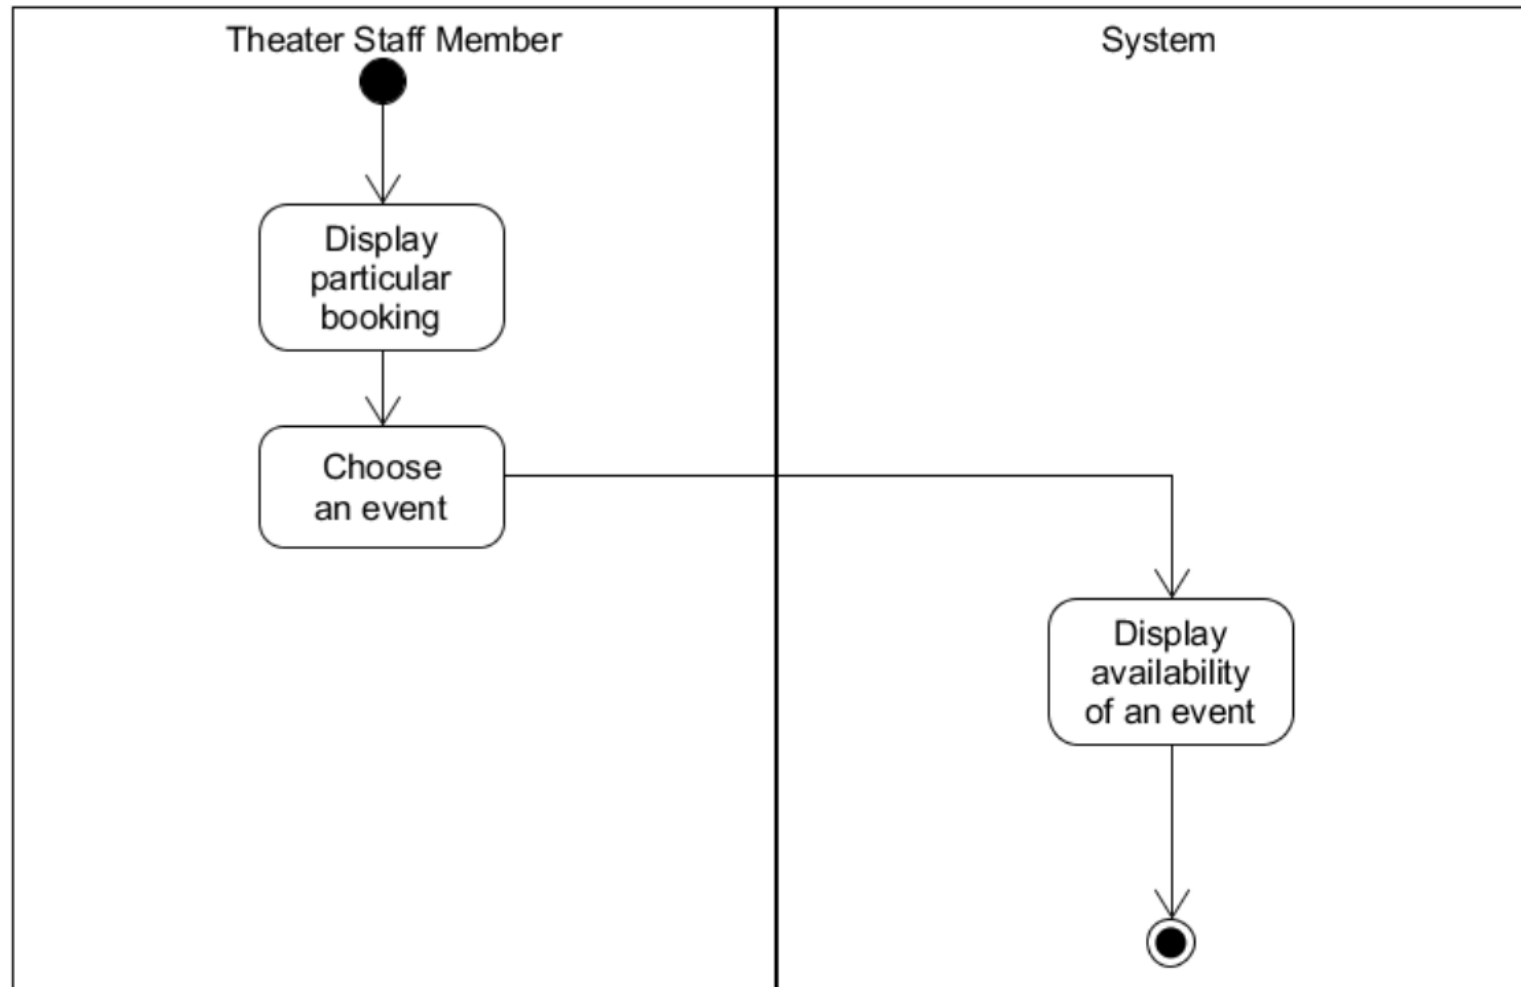 Theater Staff Member
System
Display
particular
booking
Choose
an event
Display
availability
of an event